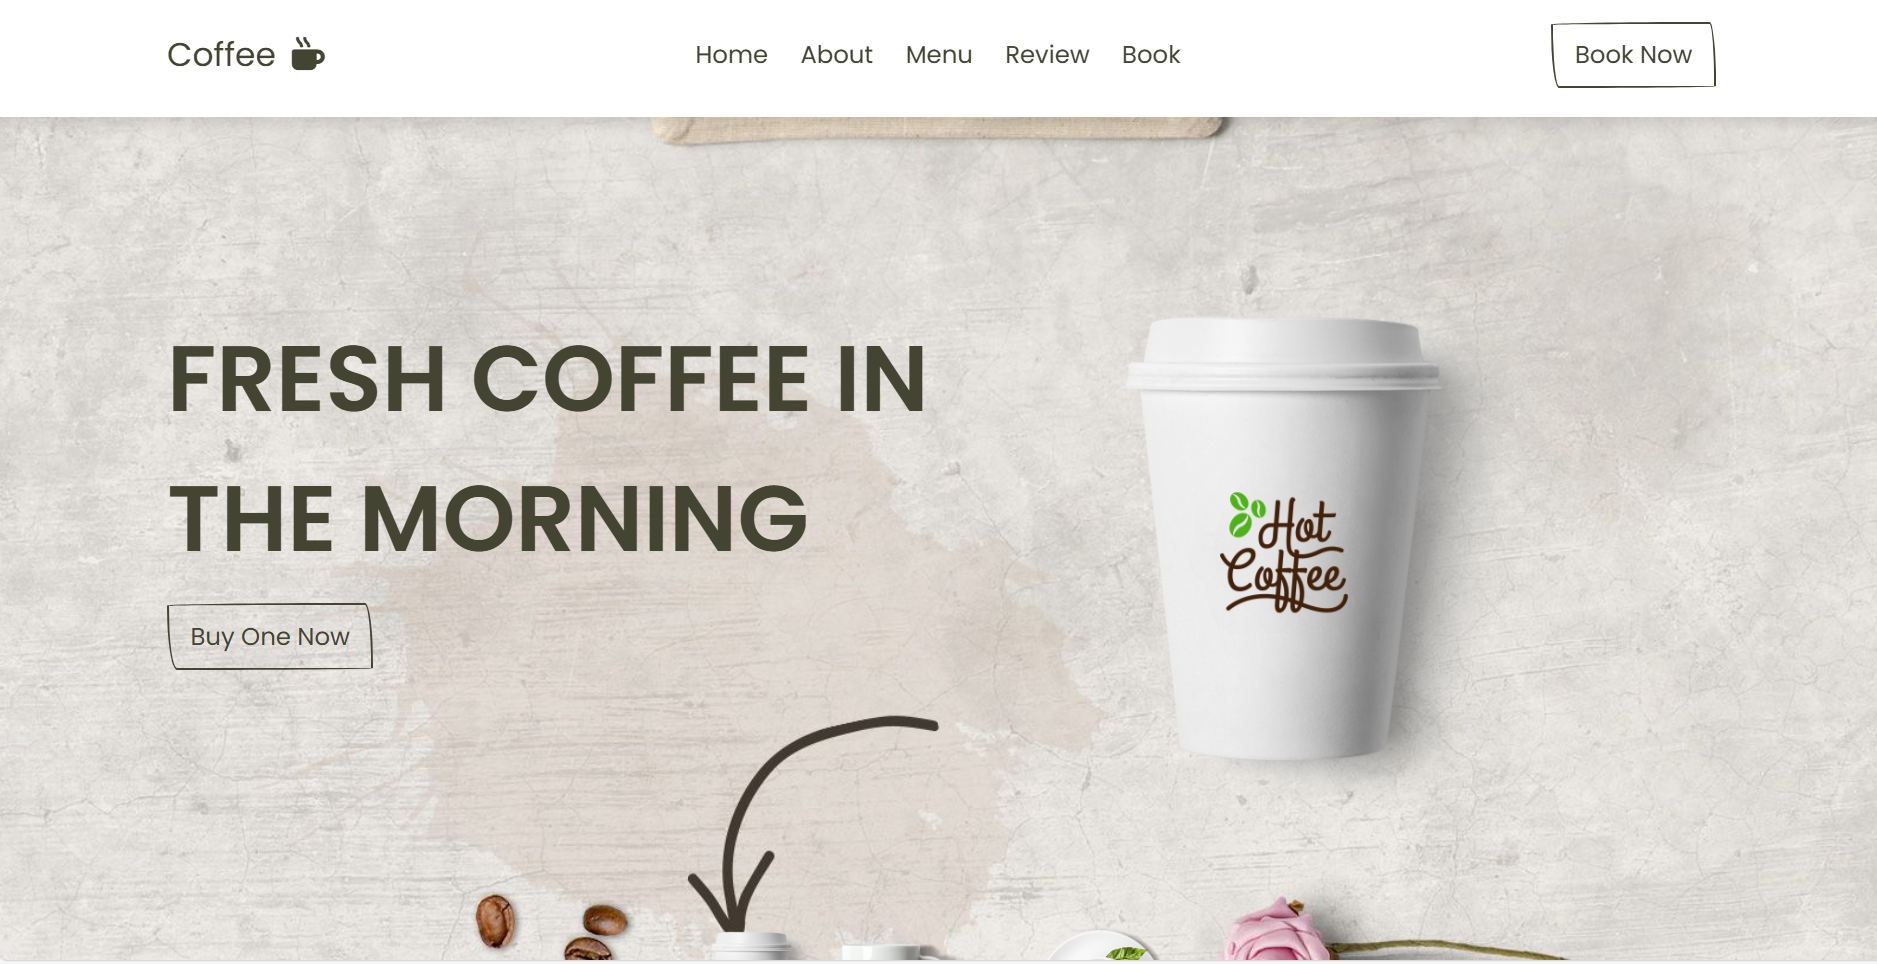 Coffee
Home About Menu Review Book
Book Now
FRESH COFFEE IN
THE MORNING
Buy One Now
Hot
Coffee